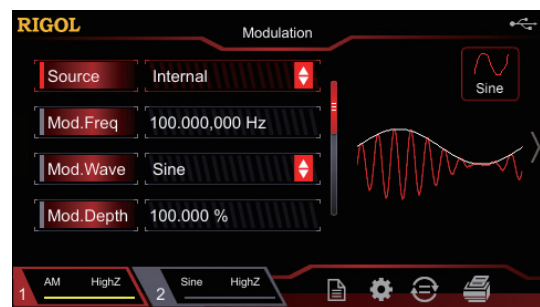 RIGOL
Modulation
Source Internal
Sine
Mod.Freq 100.000,000 Hz
Mod.Wave Sine
Mod.Depth 100.000 %
1 AM HighZ
2 Sine HighZ